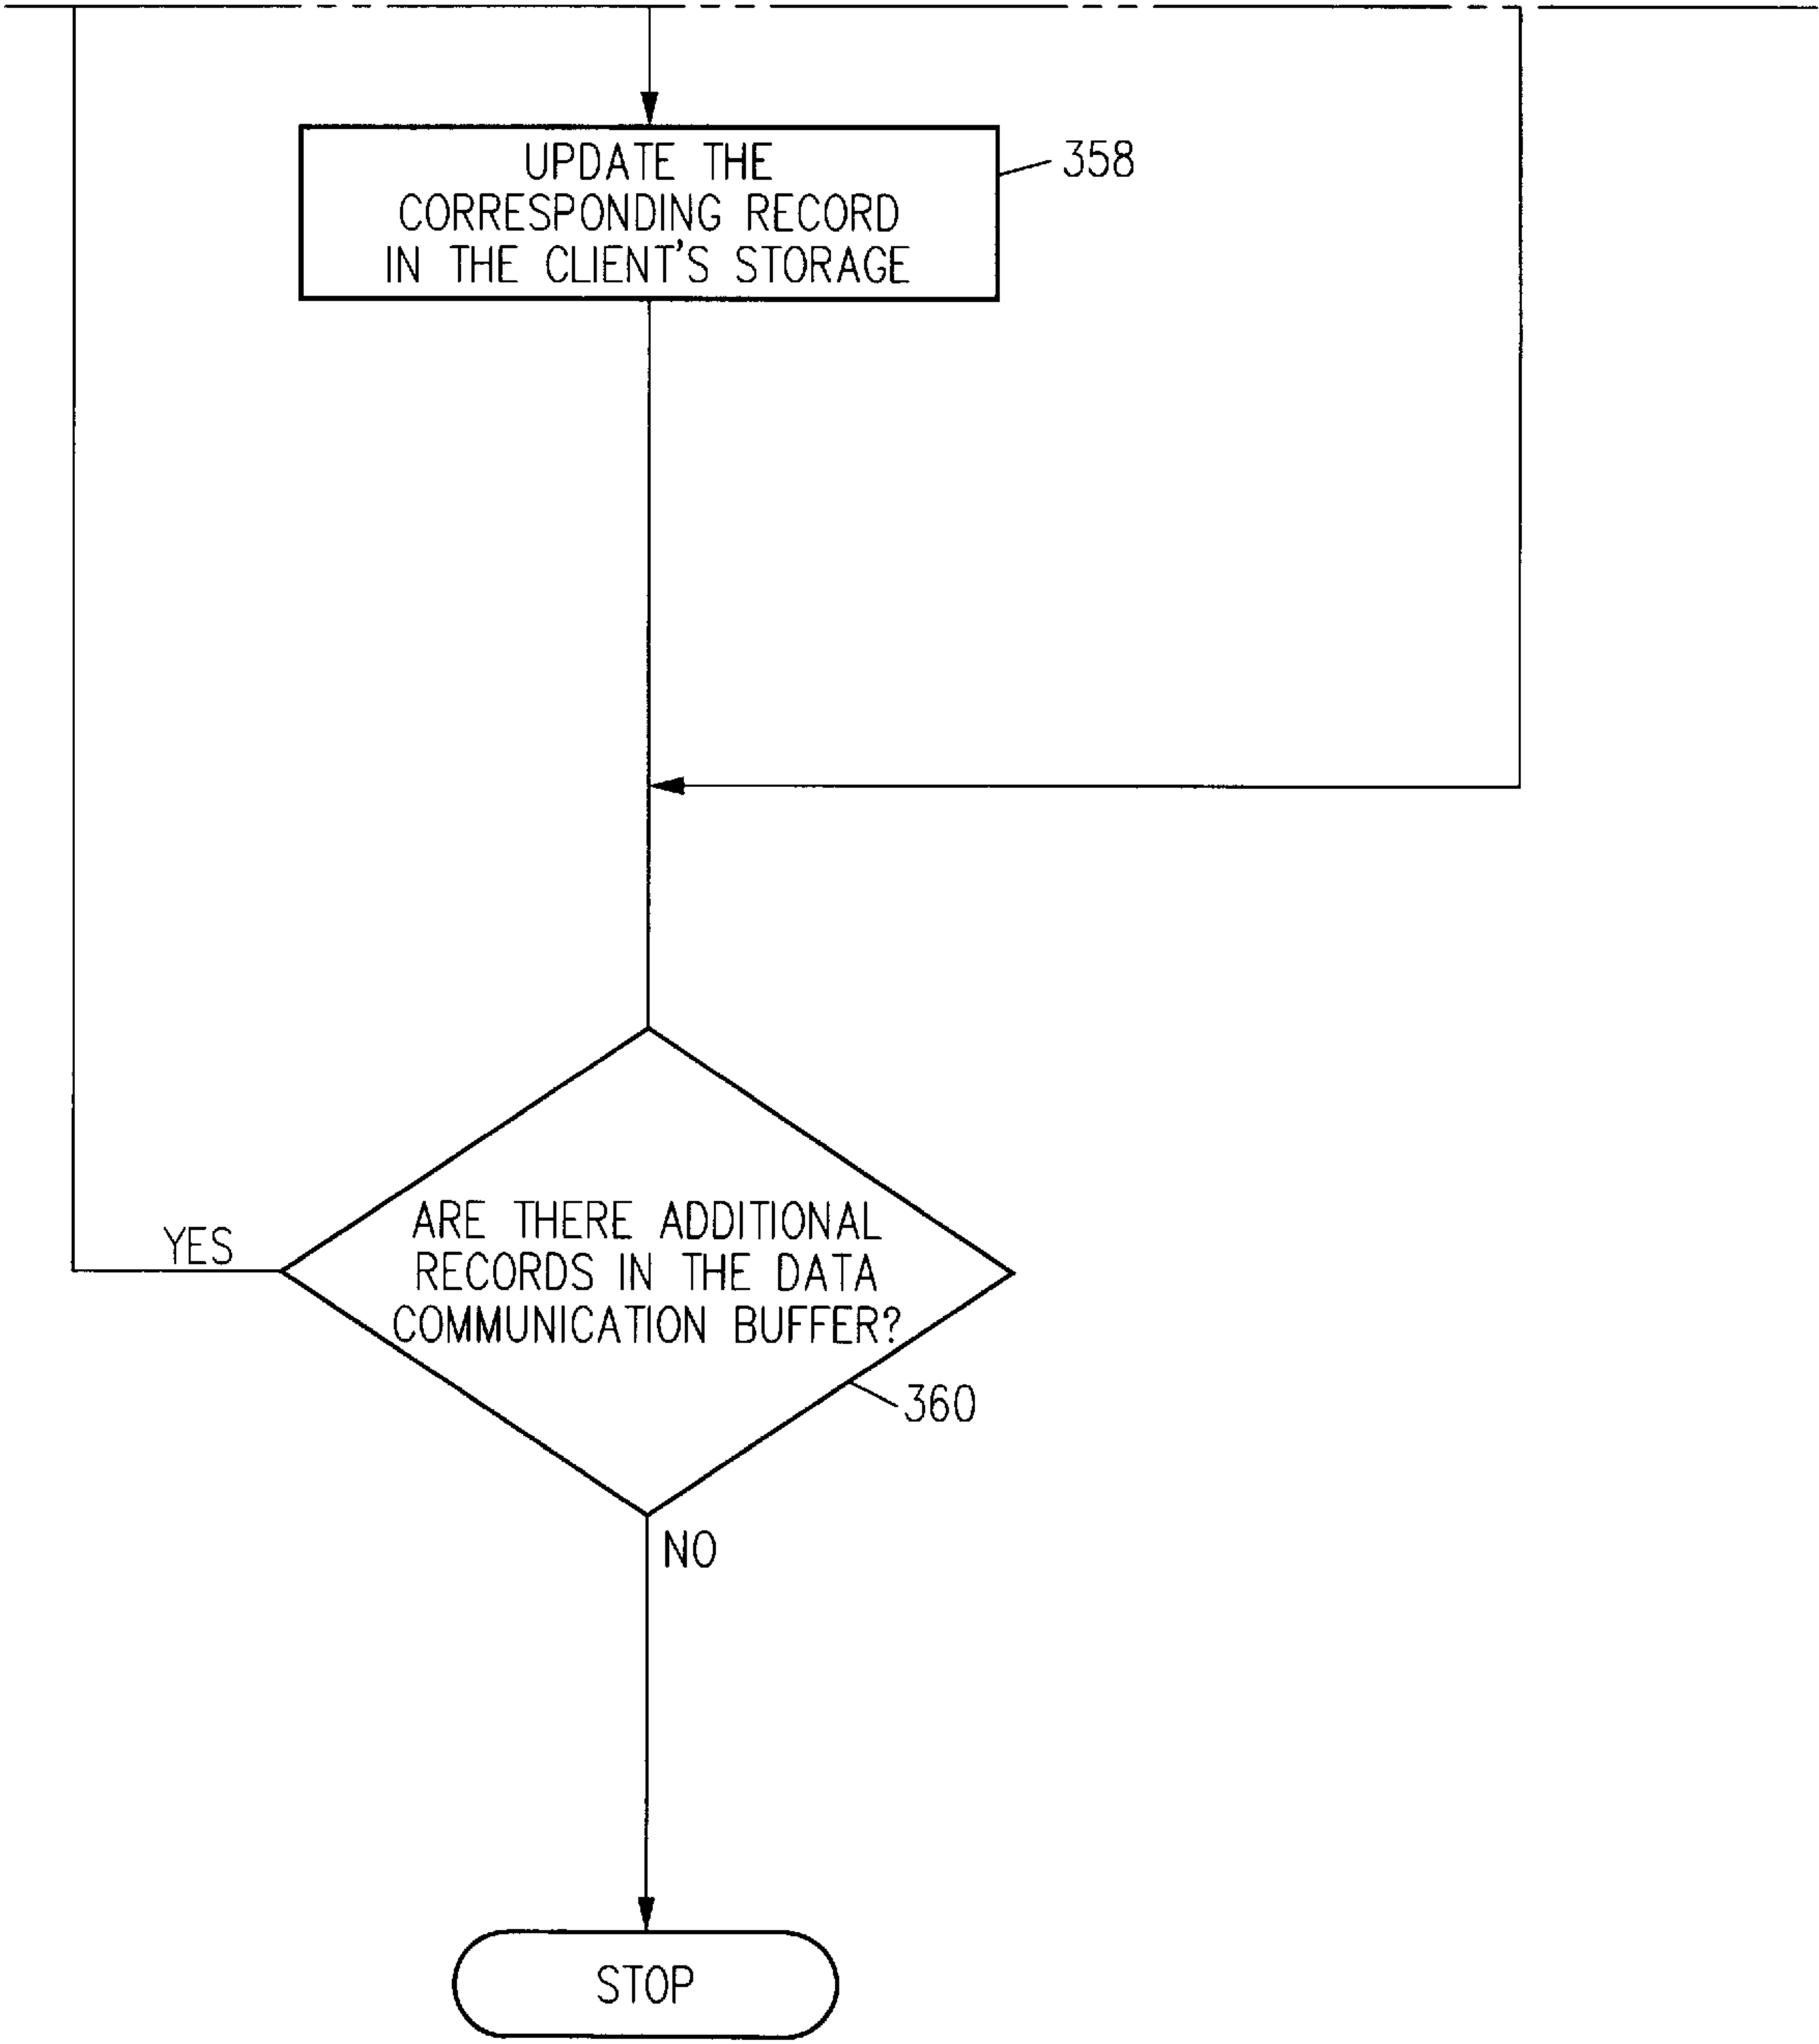 UPDATE THE
CORRESPONDING RECORD
IN THE CLIENT'S STORAGE
358
YES
ARE THERE ADDITIONAL
RECORDS IN THE DATA
COMMUNICATION BUFFER?
360
NO
STOP